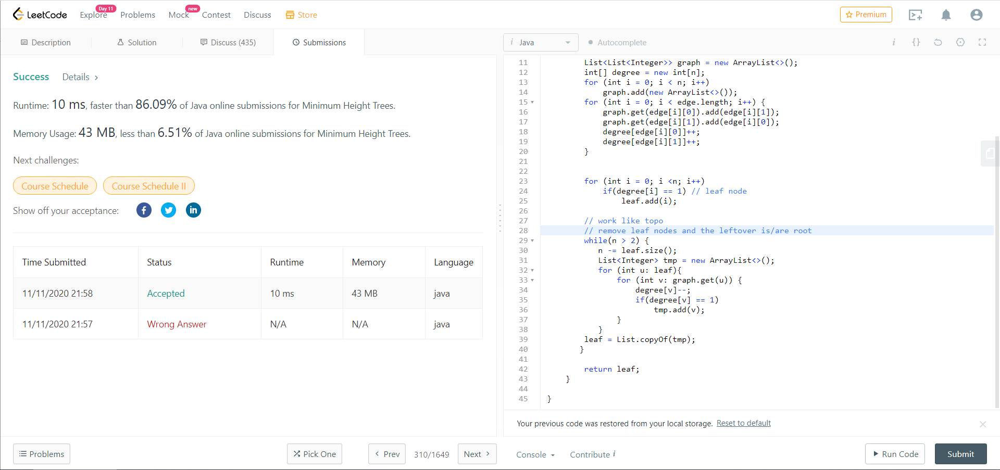 LeetCode Explore Day 11 Problems Mock new Contest Discuss Store Premium
Description Solution Discuss (435) Submissions
Success Details >
Runtime: 10 ms, faster than 86.09% of Java online submissions for Minimum Height Trees.
Memory Usage: 43 MB, less than 6.51% of Java online submissions for Minimum Height Trees.
Next challenges:
Course Schedule Course Schedule II
Show off your acceptance:
Time Submitted Status Runtime Memory Language
11/11/2020 21:58 Accepted 10 ms 43 MB java
11/11/2020 21:57 Wrong Answer N/A N/A java
Problems Pick One < Prev 310/1649 Next >
i Java Autocomplete i {}
11 List<List<Integer>> graph = new ArrayList<>();
12 int[] degree = new int[n];
13 for (int i = 0; i < n; i++)
14 graph.add(new ArrayList<>());
15 for (int i = 0; i < edge.length; i++) {
16 graph.get(edge[i][0]).add(edge[i][1]);
17 graph.get(edge[i][1]).add(edge[i][0]);
18 degree[edge[i][0]]++;
19 degree[edge[i][1]]++;
20 }
21
22
23 for (int i = 0; i <n; i++)
24 if(degree[i] == 1) // leaf node
25 leaf.add(i);
26
27 // work like topo
28 // remove leaf nodes and the leftover is/are root
29 while(n > 2) {
30 n -= leaf.size();
31 List<Integer> tmp = new ArrayList<>();
32 for (int u: leaf){
33 for (int v: graph.get(u)) {
34 degree[v]--;
35 if(degree[v] == 1)
36 tmp.add(v);
37 }
38 }
39 leaf = List.copyOf(tmp);
40 }
41
42 return leaf;
43 }
44
45 }
Your previous code was restored from your local storage. Reset to default
Console Contribute i Run Code Submit